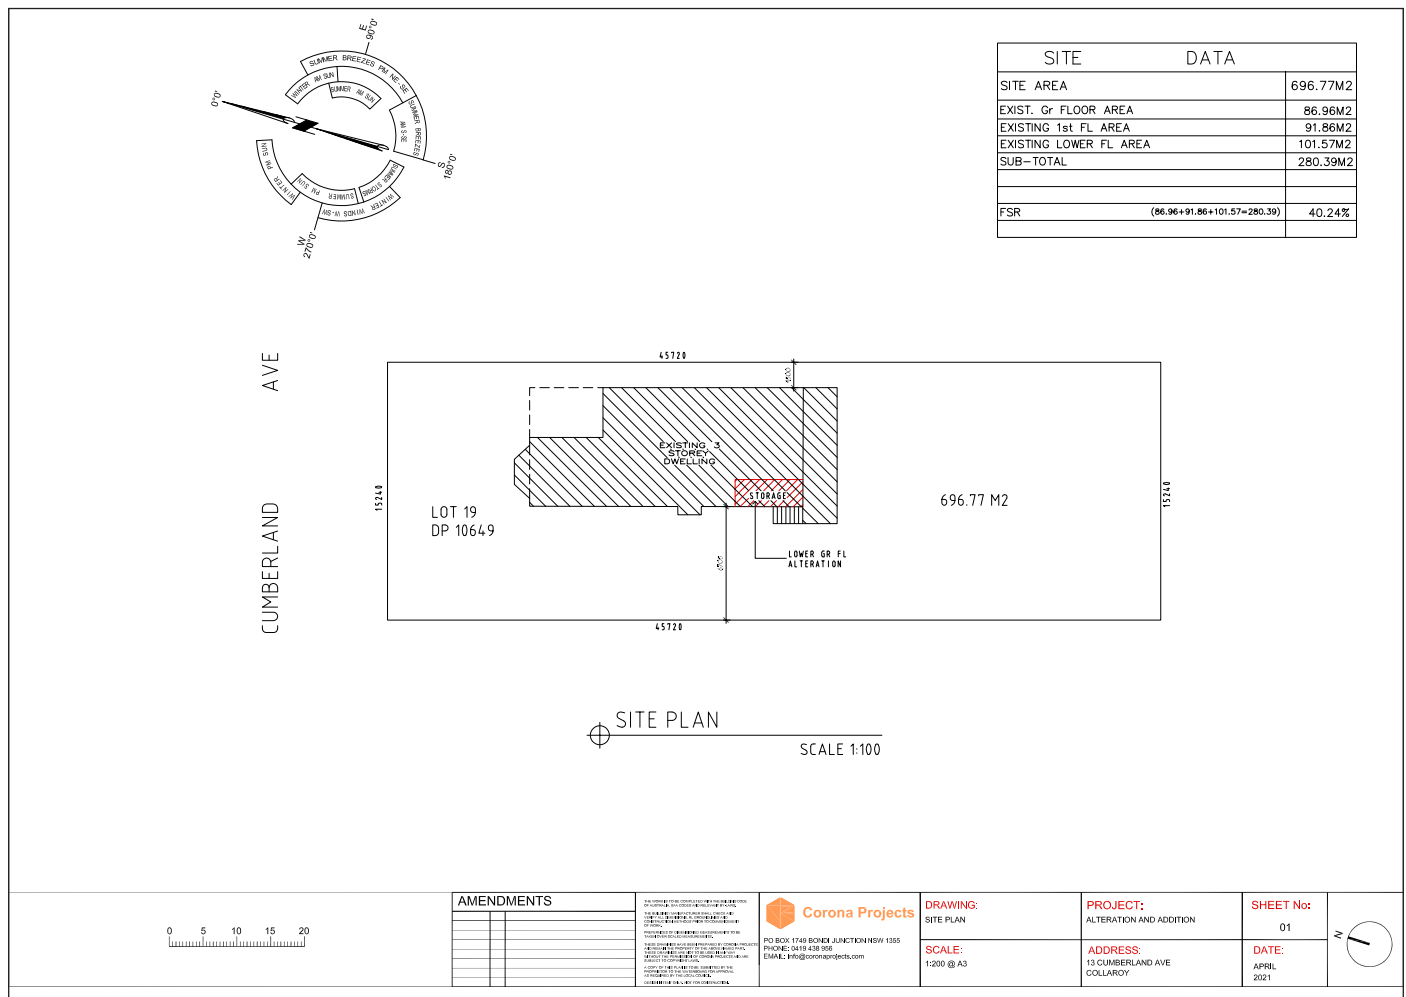 E
90°0'
0°0'
S
180°0'
W
270°0'
SUMMER BREEZES PM NE-SE
WINTER AM SUN
SUMMER AM SUN
SUMMER BREEZES
AM S-SE
SUMMER STORMS
WINTER WINDS W-SW
SUMMER PM SUN
WINTER PM SUN
SITE DATA
SITE AREA 696.77M2
EXIST. Gr FLOOR AREA 86.96M2
EXISTING 1st FL AREA 91.86M2
EXISTING LOWER FL AREA 101.57M2
SUB-TOTAL 280.39M2
FSR (86.96+91.86+101.57=280.39) 40.24%
CUMBERLAND AVE
45720
15240
EXISTING 3
STOREY
DWELLING
STORAGE
LOT 19
DP 10649
696.77 M2
15240
LOWER GR FL
ALTERATION
45720
SITE PLAN
SCALE 1:100
0 5 10 15 20
AMENDMENTS
Corona Projects
PO BOX 1749 BONDI JUNCTION NSW 1355
PHONE: 0419 438 956
EMAIL: info@coronaprojects.com
DRAWING:
SITE PLAN
SCALE:
1:200 @ A3
PROJECT:
ALTERATION AND ADDITION
ADDRESS:
13 CUMBERLAND AVE
COLLAROY
SHEET No:
01
DATE:
APRIL
2021
N